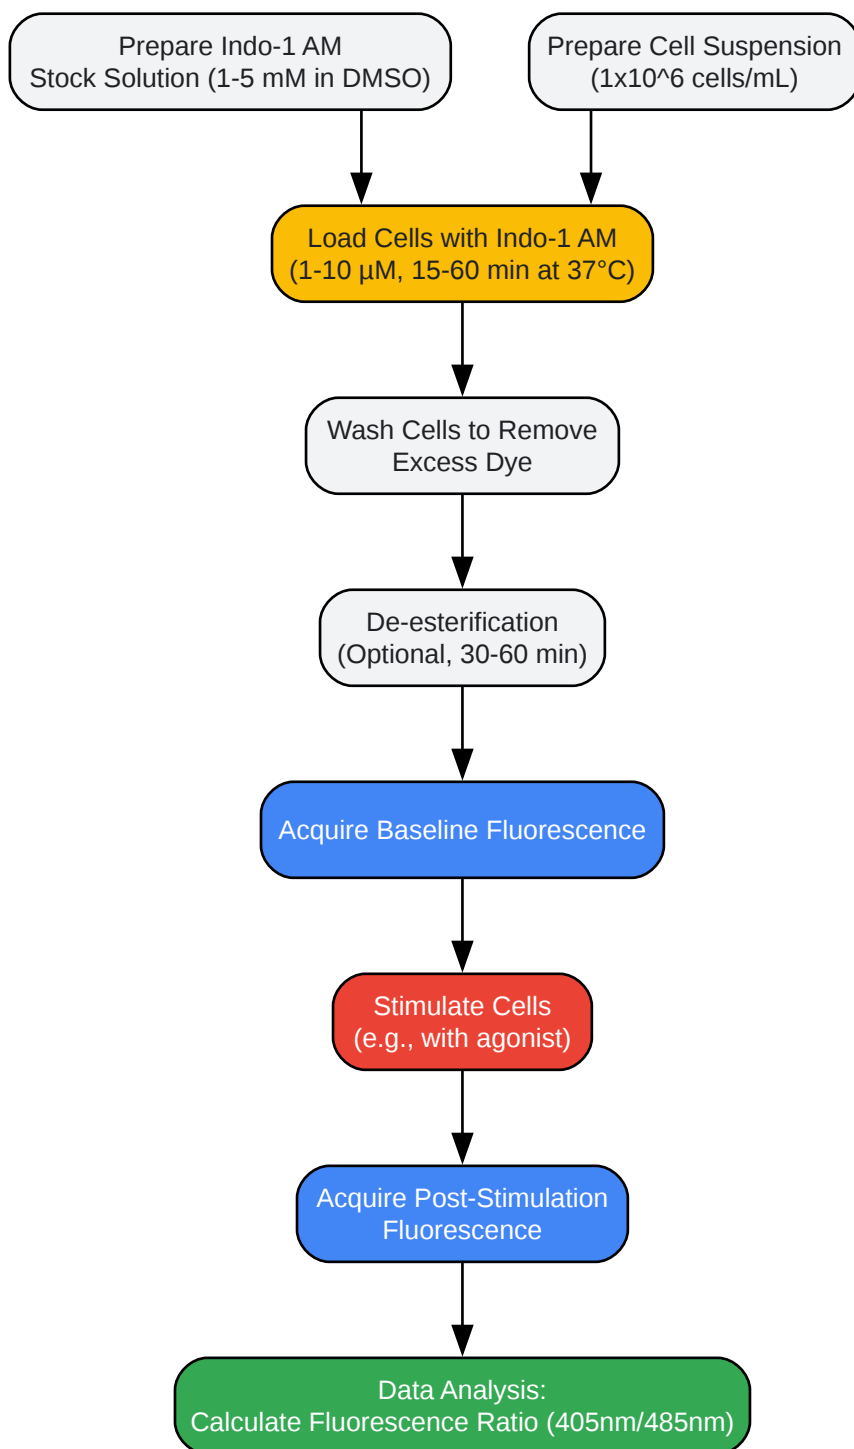 Prepare Indo-1 AM
Stock Solution (1-5 mM in DMSO)
Prepare Cell Suspension
(1x10^6 cells/mL)
Load Cells with Indo-1 AM
(1-10 µM, 15-60 min at 37°C)
Wash Cells to Remove
Excess Dye
De-esterification
(Optional, 30-60 min)
Acquire Baseline Fluorescence
Stimulate Cells
(e.g., with agonist)
Acquire Post-Stimulation
Fluorescence
Data Analysis:
Calculate Fluorescence Ratio (405nm/485nm)